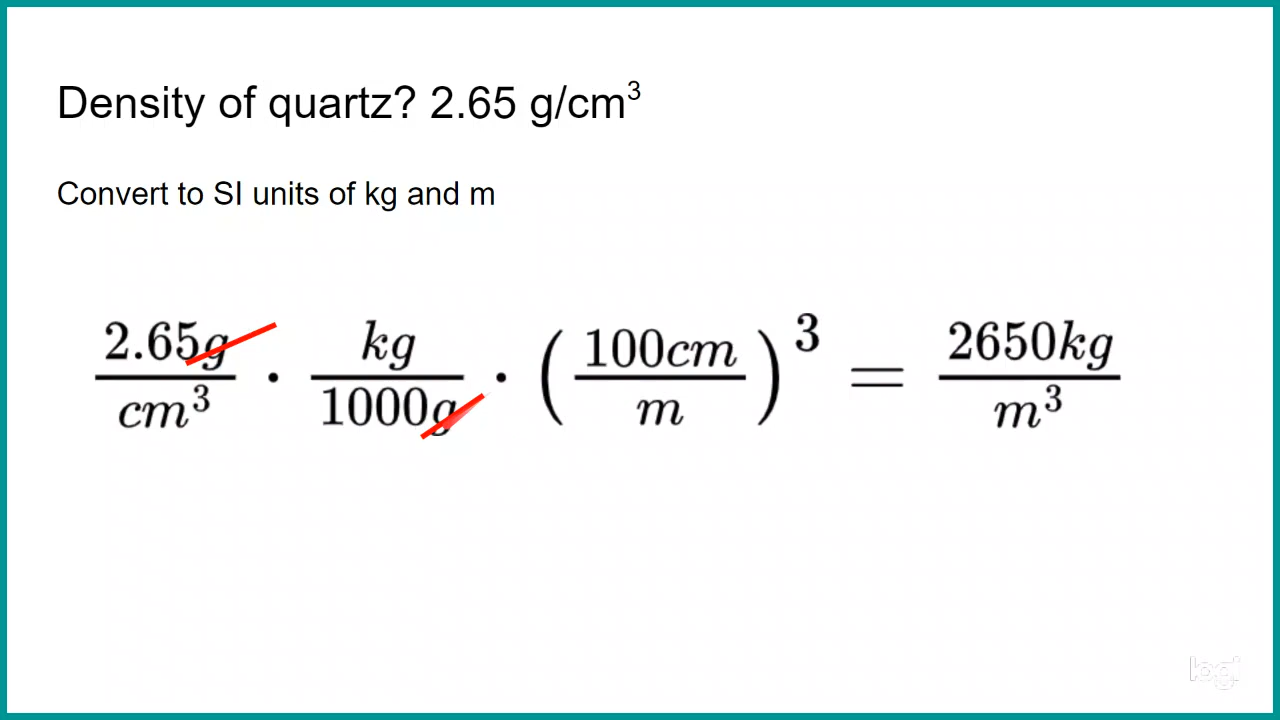 Density of quartz? 2.65 g/cm³
Convert to SI units of kg and m
2.65g/cm³ · kg/1000g · (100cm/m)³ = 2650kg/m³